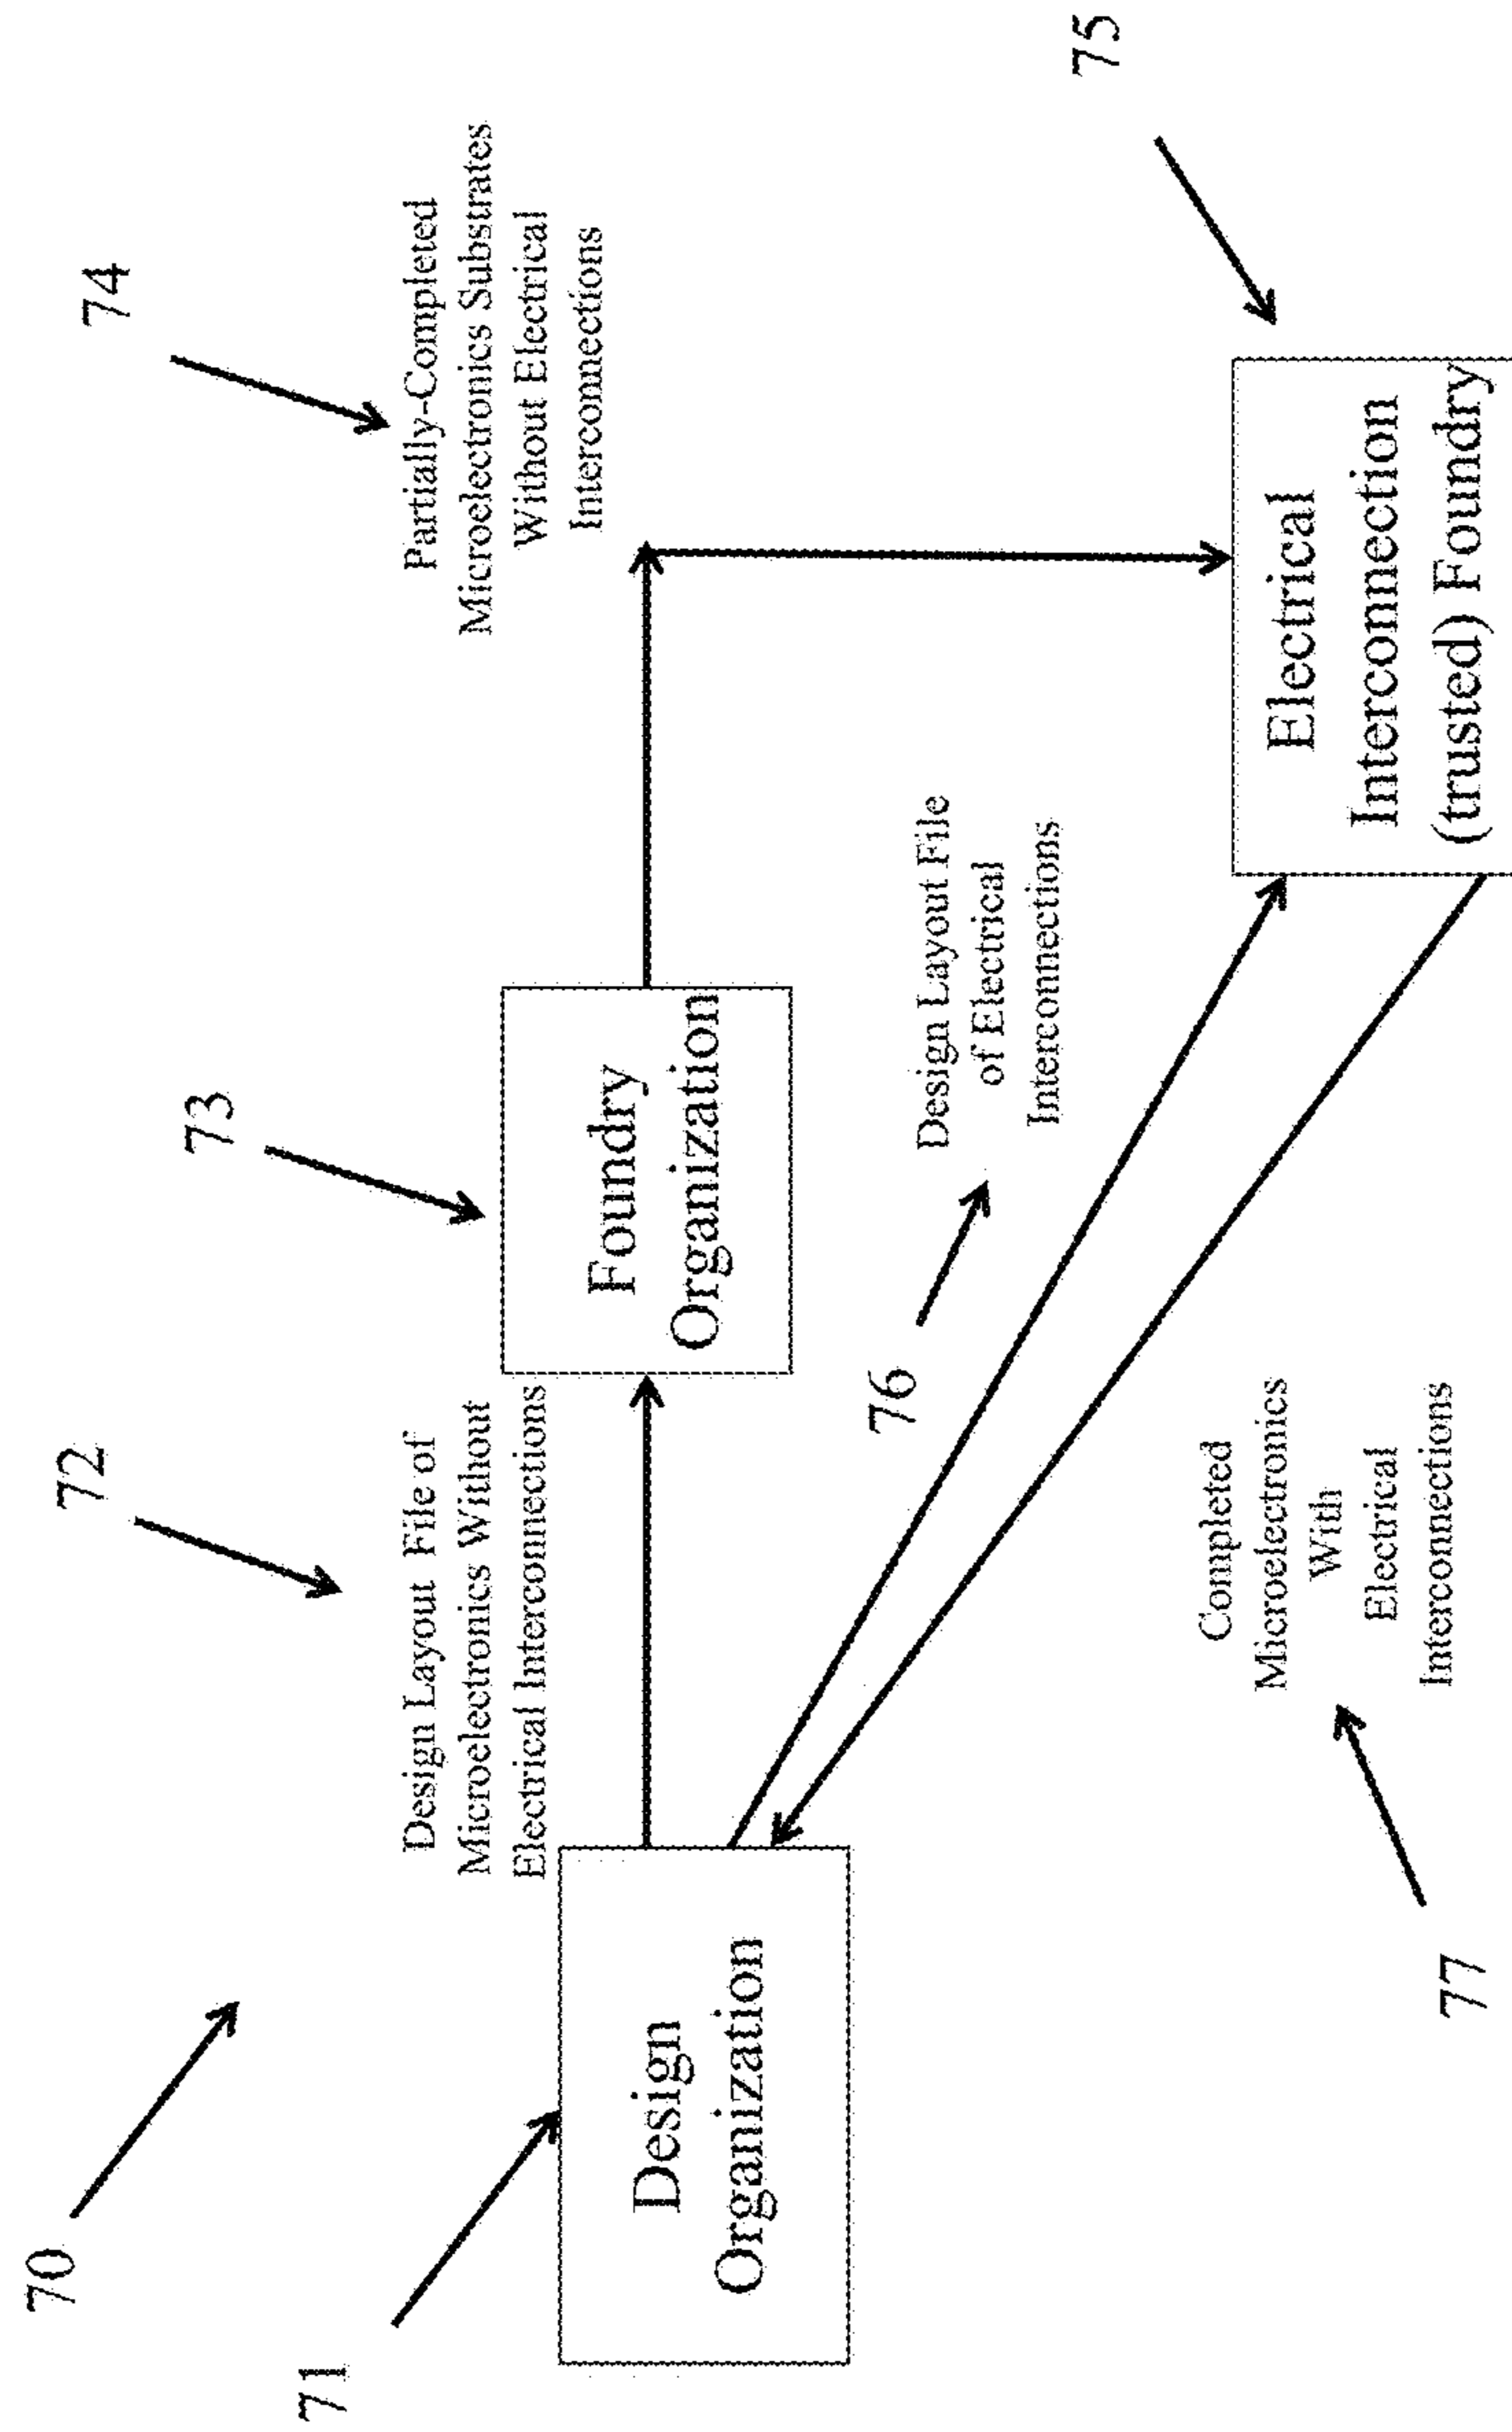 70
71
Design
Organization
72
Design Layout File of
Microelectronics Without
Electrical Interconnections
73
Foundry
Organization
74
Partially-Completed
Microelectronics Substrates
Without Electrical
Interconnections
75
Electrical
Interconnection
(trusted) Foundry
76
Design Layout File
of Electrical
Interconnections
77
Completed
Microelectronics
With
Electrical
Interconnections